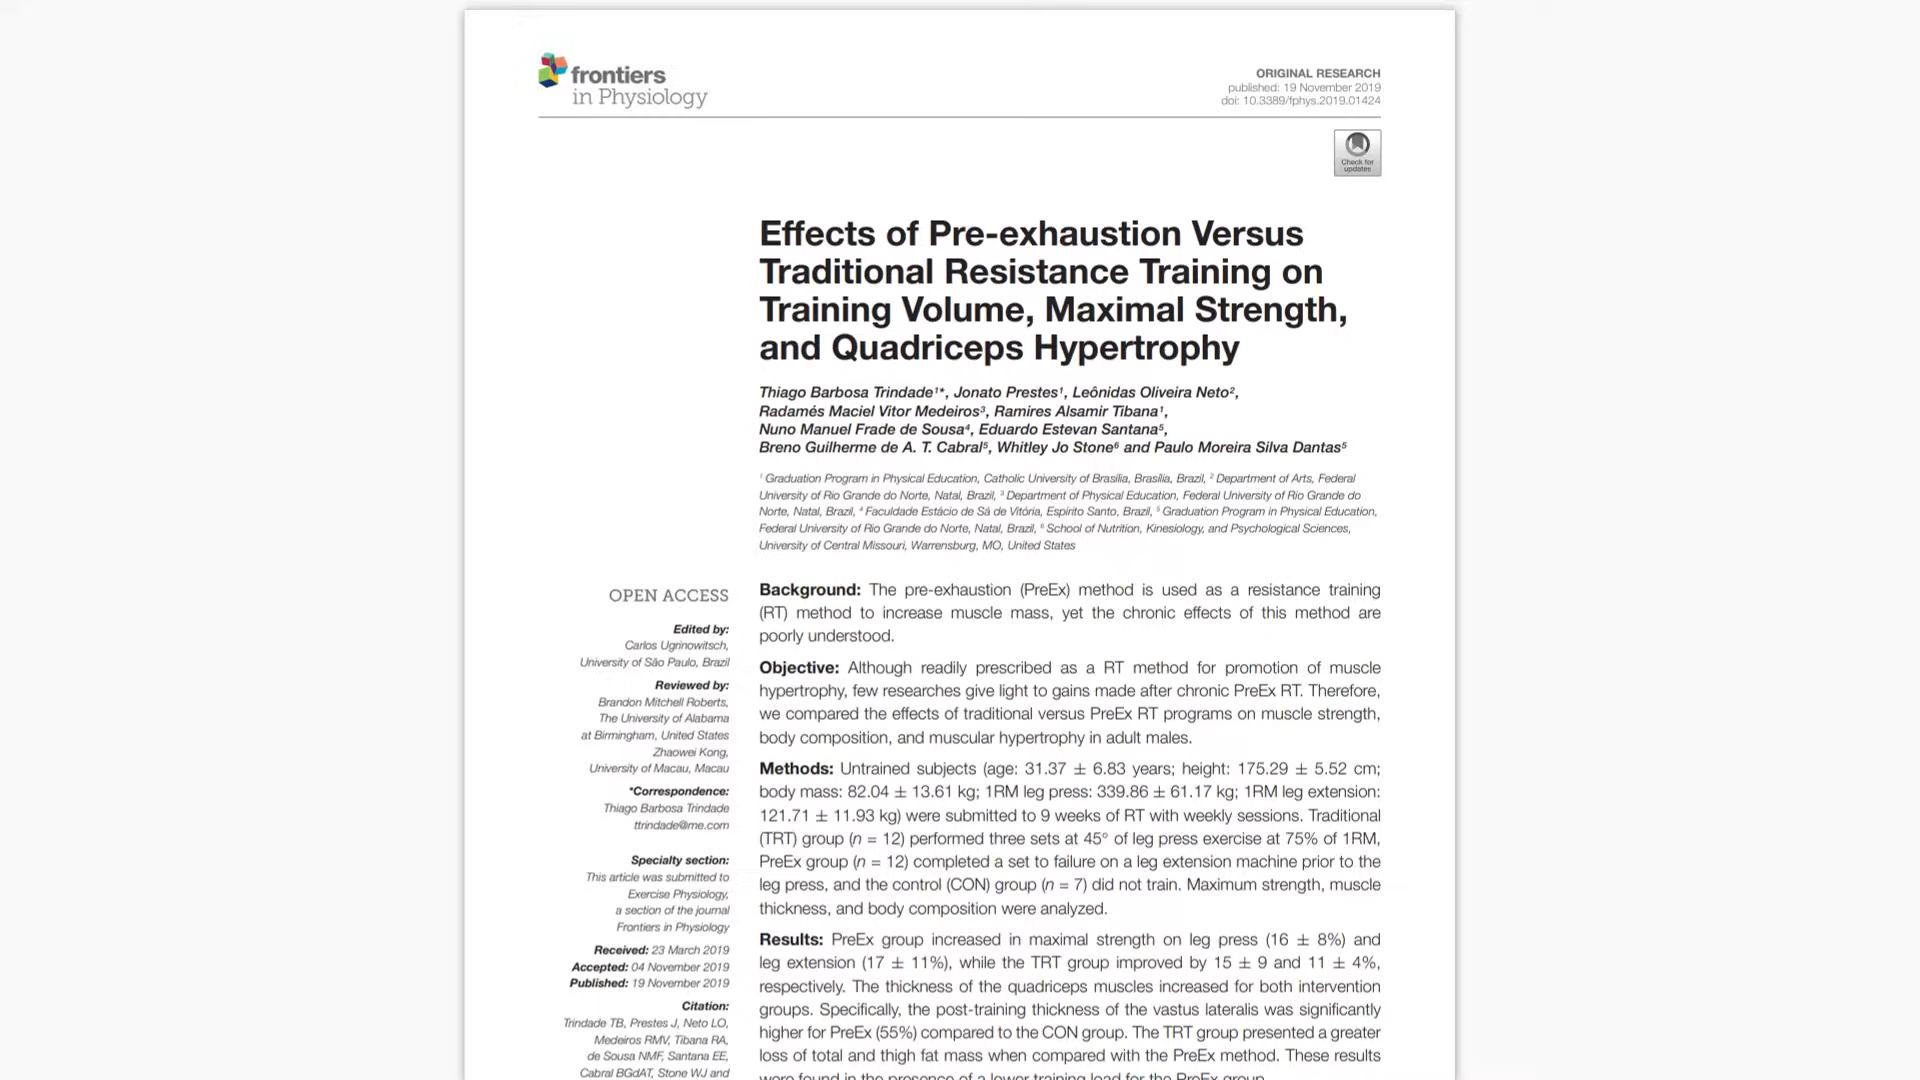 frontiers
in Physiology
ORIGINAL RESEARCH
published: 19 November 2019
doi: 10.3389/fphys.2019.01424
Check for
updates
Effects of Pre-exhaustion Versus
Traditional Resistance Training on
Training Volume, Maximal Strength,
and Quadriceps Hypertrophy
Thiago Barbosa Trindade¹*, Jonato Prestes¹, Leônidas Oliveira Neto²,
Radamés Maciel Vitor Medeiros³, Ramires Alsamir Tibana¹,
Nuno Manuel Frade de Sousa⁴, Eduardo Estevan Santana⁵,
Breno Guilherme de A. T. Cabral⁵, Whitley Jo Stone⁶ and Paulo Moreira Silva Dantas⁵
¹ Graduation Program in Physical Education, Catholic University of Brasília, Brasília, Brazil, ² Department of Arts, Federal
University of Rio Grande do Norte, Natal, Brazil, ³ Department of Physical Education, Federal University of Rio Grande do
Norte, Natal, Brazil, ⁴ Faculdade Estácio de Sá de Vitória, Espírito Santo, Brazil, ⁵ Graduation Program in Physical Education,
Federal University of Rio Grande do Norte, Natal, Brazil, ⁶ School of Nutrition, Kinesiology, and Psychological Sciences,
University of Central Missouri, Warrensburg, MO, United States
OPEN ACCESS
Edited by:
Carlos Ugrinowitsch,
University of São Paulo, Brazil
Reviewed by:
Brandon Mitchell Roberts,
The University of Alabama
at Birmingham, United States
Zhaowei Kong,
University of Macau, Macau
*Correspondence:
Thiago Barbosa Trindade
ttrindade@me.com
Specialty section:
This article was submitted to
Exercise Physiology,
a section of the journal
Frontiers in Physiology
Received: 23 March 2019
Accepted: 04 November 2019
Published: 19 November 2019
Citation:
Trindade TB, Prestes J, Neto LO,
Medeiros RMV, Tibana RA,
de Sousa NMF, Santana EE,
Cabral BGdAT, Stone WJ and
Background: The pre-exhaustion (PreEx) method is used as a resistance training
(RT) method to increase muscle mass, yet the chronic effects of this method are
poorly understood.
Objective: Although readily prescribed as a RT method for promotion of muscle
hypertrophy, few researches give light to gains made after chronic PreEx RT. Therefore,
we compared the effects of traditional versus PreEx RT programs on muscle strength,
body composition, and muscular hypertrophy in adult males.
Methods: Untrained subjects (age: 31.37 ± 6.83 years; height: 175.29 ± 5.52 cm;
body mass: 82.04 ± 13.61 kg; 1RM leg press: 339.86 ± 61.17 kg; 1RM leg extension:
121.71 ± 11.93 kg) were submitted to 9 weeks of RT with weekly sessions. Traditional
(TRT) group (n = 12) performed three sets at 45° of leg press exercise at 75% of 1RM,
PreEx group (n = 12) completed a set to failure on a leg extension machine prior to the
leg press, and the control (CON) group (n = 7) did not train. Maximum strength, muscle
thickness, and body composition were analyzed.
Results: PreEx group increased in maximal strength on leg press (16 ± 8%) and
leg extension (17 ± 11%), while the TRT group improved by 15 ± 9 and 11 ± 4%,
respectively. The thickness of the quadriceps muscles increased for both intervention
groups. Specifically, the post-training thickness of the vastus lateralis was significantly
higher for PreEx (55%) compared to the CON group. The TRT group presented a greater
loss of total and thigh fat mass when compared with the PreEx method. These results
were found in the presence of a lower training load for the PreEx group.